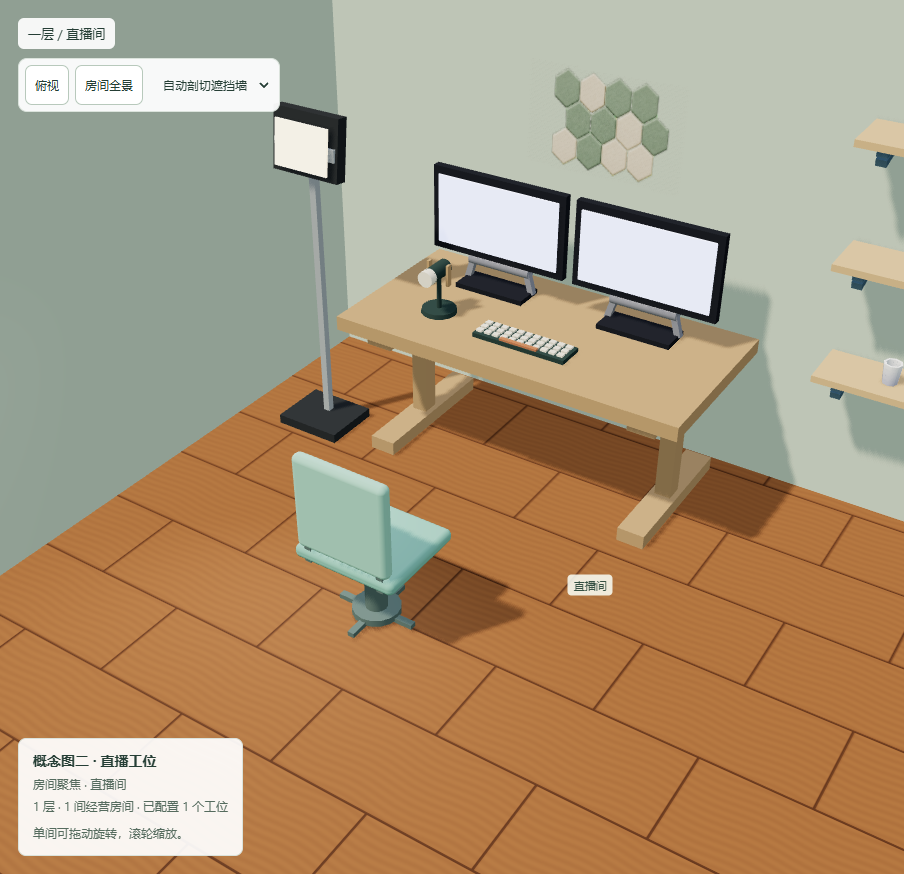 一层 / 直播间
俯视
房间全景
自动剖切遮挡墙
直播间
概念图二 · 直播工位
房间聚焦 · 直播间
1 层 · 1 间经营房间 · 已配置 1 个工位
单间可拖动旋转，滚轮缩放。